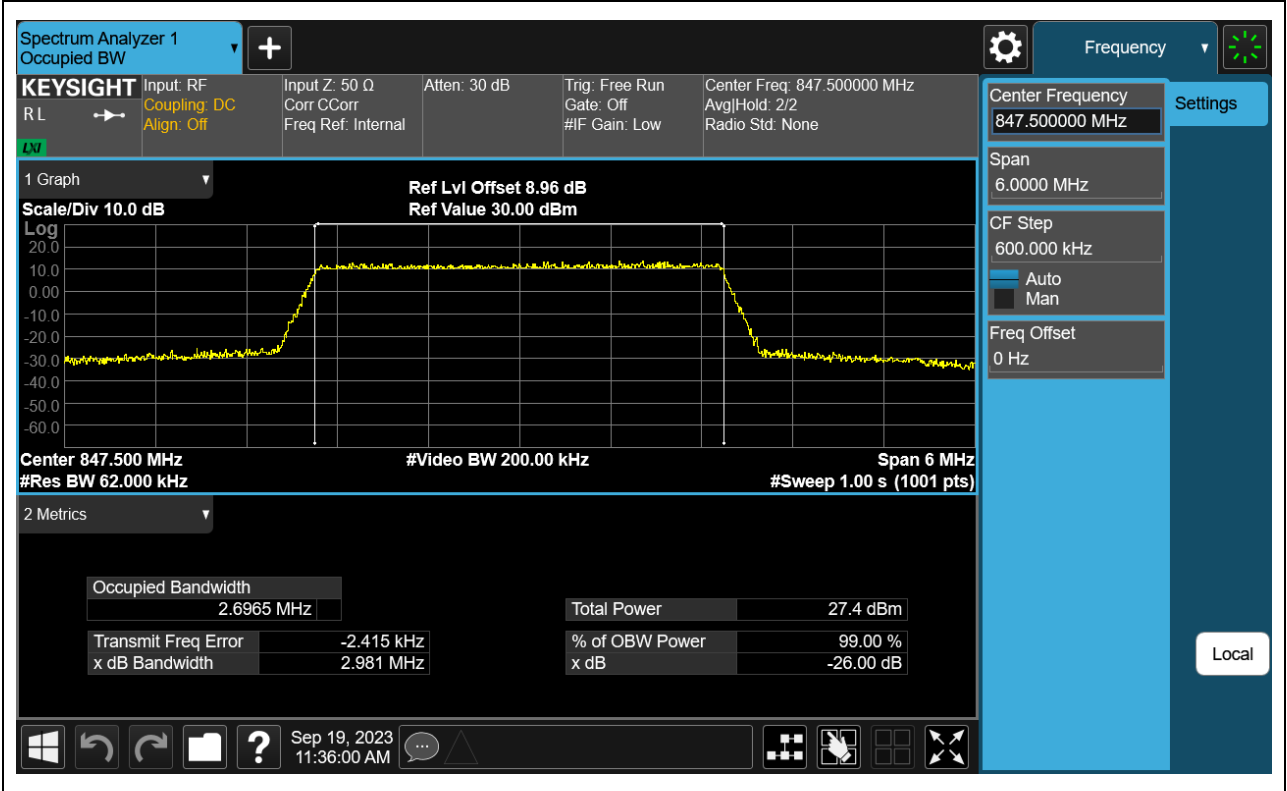 Spectrum Analyzer 1
Occupied BW
+
Frequency
KEYSIGHT
R L
LXI
Input: RF
Coupling: DC
Align: Off
Input Z: 50 Ω
Corr CCorr
Freq Ref: Internal
Atten: 30 dB
Trig: Free Run
Gate: Off
#IF Gain: Low
Center Freq: 847.500000 MHz
Avg|Hold: 2/2
Radio Std: None
Center Frequency
847.500000 MHz
Settings
Span
6.0000 MHz
CF Step
600.000 kHz
Auto
Man
Freq Offset
0 Hz
Local
1 Graph
Scale/Div 10.0 dB
Ref Lvl Offset 8.96 dB
Ref Value 30.00 dBm
Log
20.0
10.0
0.00
-10.0
-20.0
-30.0
-40.0
-50.0
-60.0
Center 847.500 MHz
#Video BW 200.00 kHz
Span 6 MHz
#Res BW 62.000 kHz
#Sweep 1.00 s (1001 pts)
2 Metrics
Occupied Bandwidth
2.6965 MHz
Total Power 27.4 dBm
Transmit Freq Error -2.415 kHz
% of OBW Power 99.00 %
x dB Bandwidth 2.981 MHz
x dB -26.00 dB
?
Sep 19, 2023
11:36:00 AM